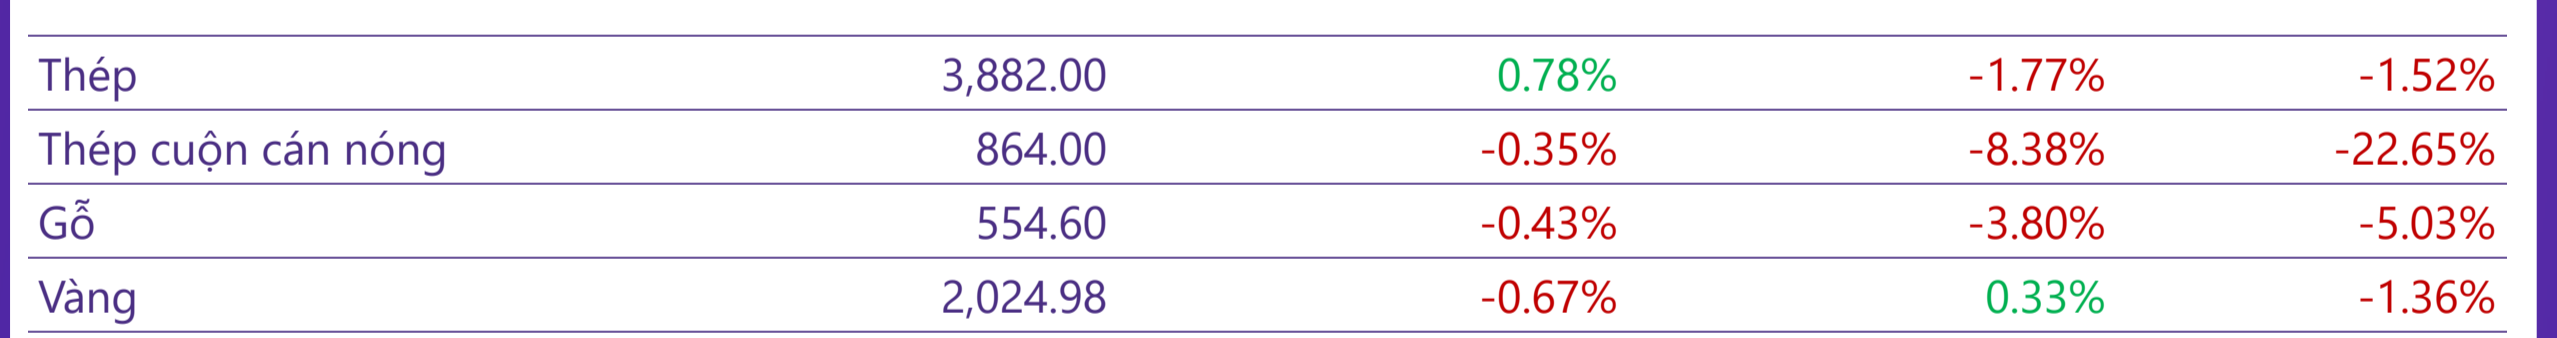 Thép 3,882.00 0.78% -1.77% -1.52%
Thép cuộn cán nóng 864.00 -0.35% -8.38% -22.65%
Gỗ 554.60 -0.43% -3.80% -5.03%
Vàng 2,024.98 -0.67% 0.33% -1.36%